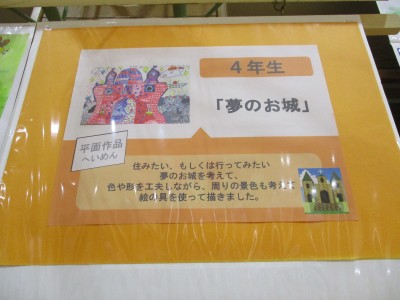 4年生
「夢のお城」
平面作品
へいめん
住みたい、もしくは行ってみたい
夢のお城を考えて、
色や形を工夫しながら、周りの景色も考えて
絵の具を使って描きました。